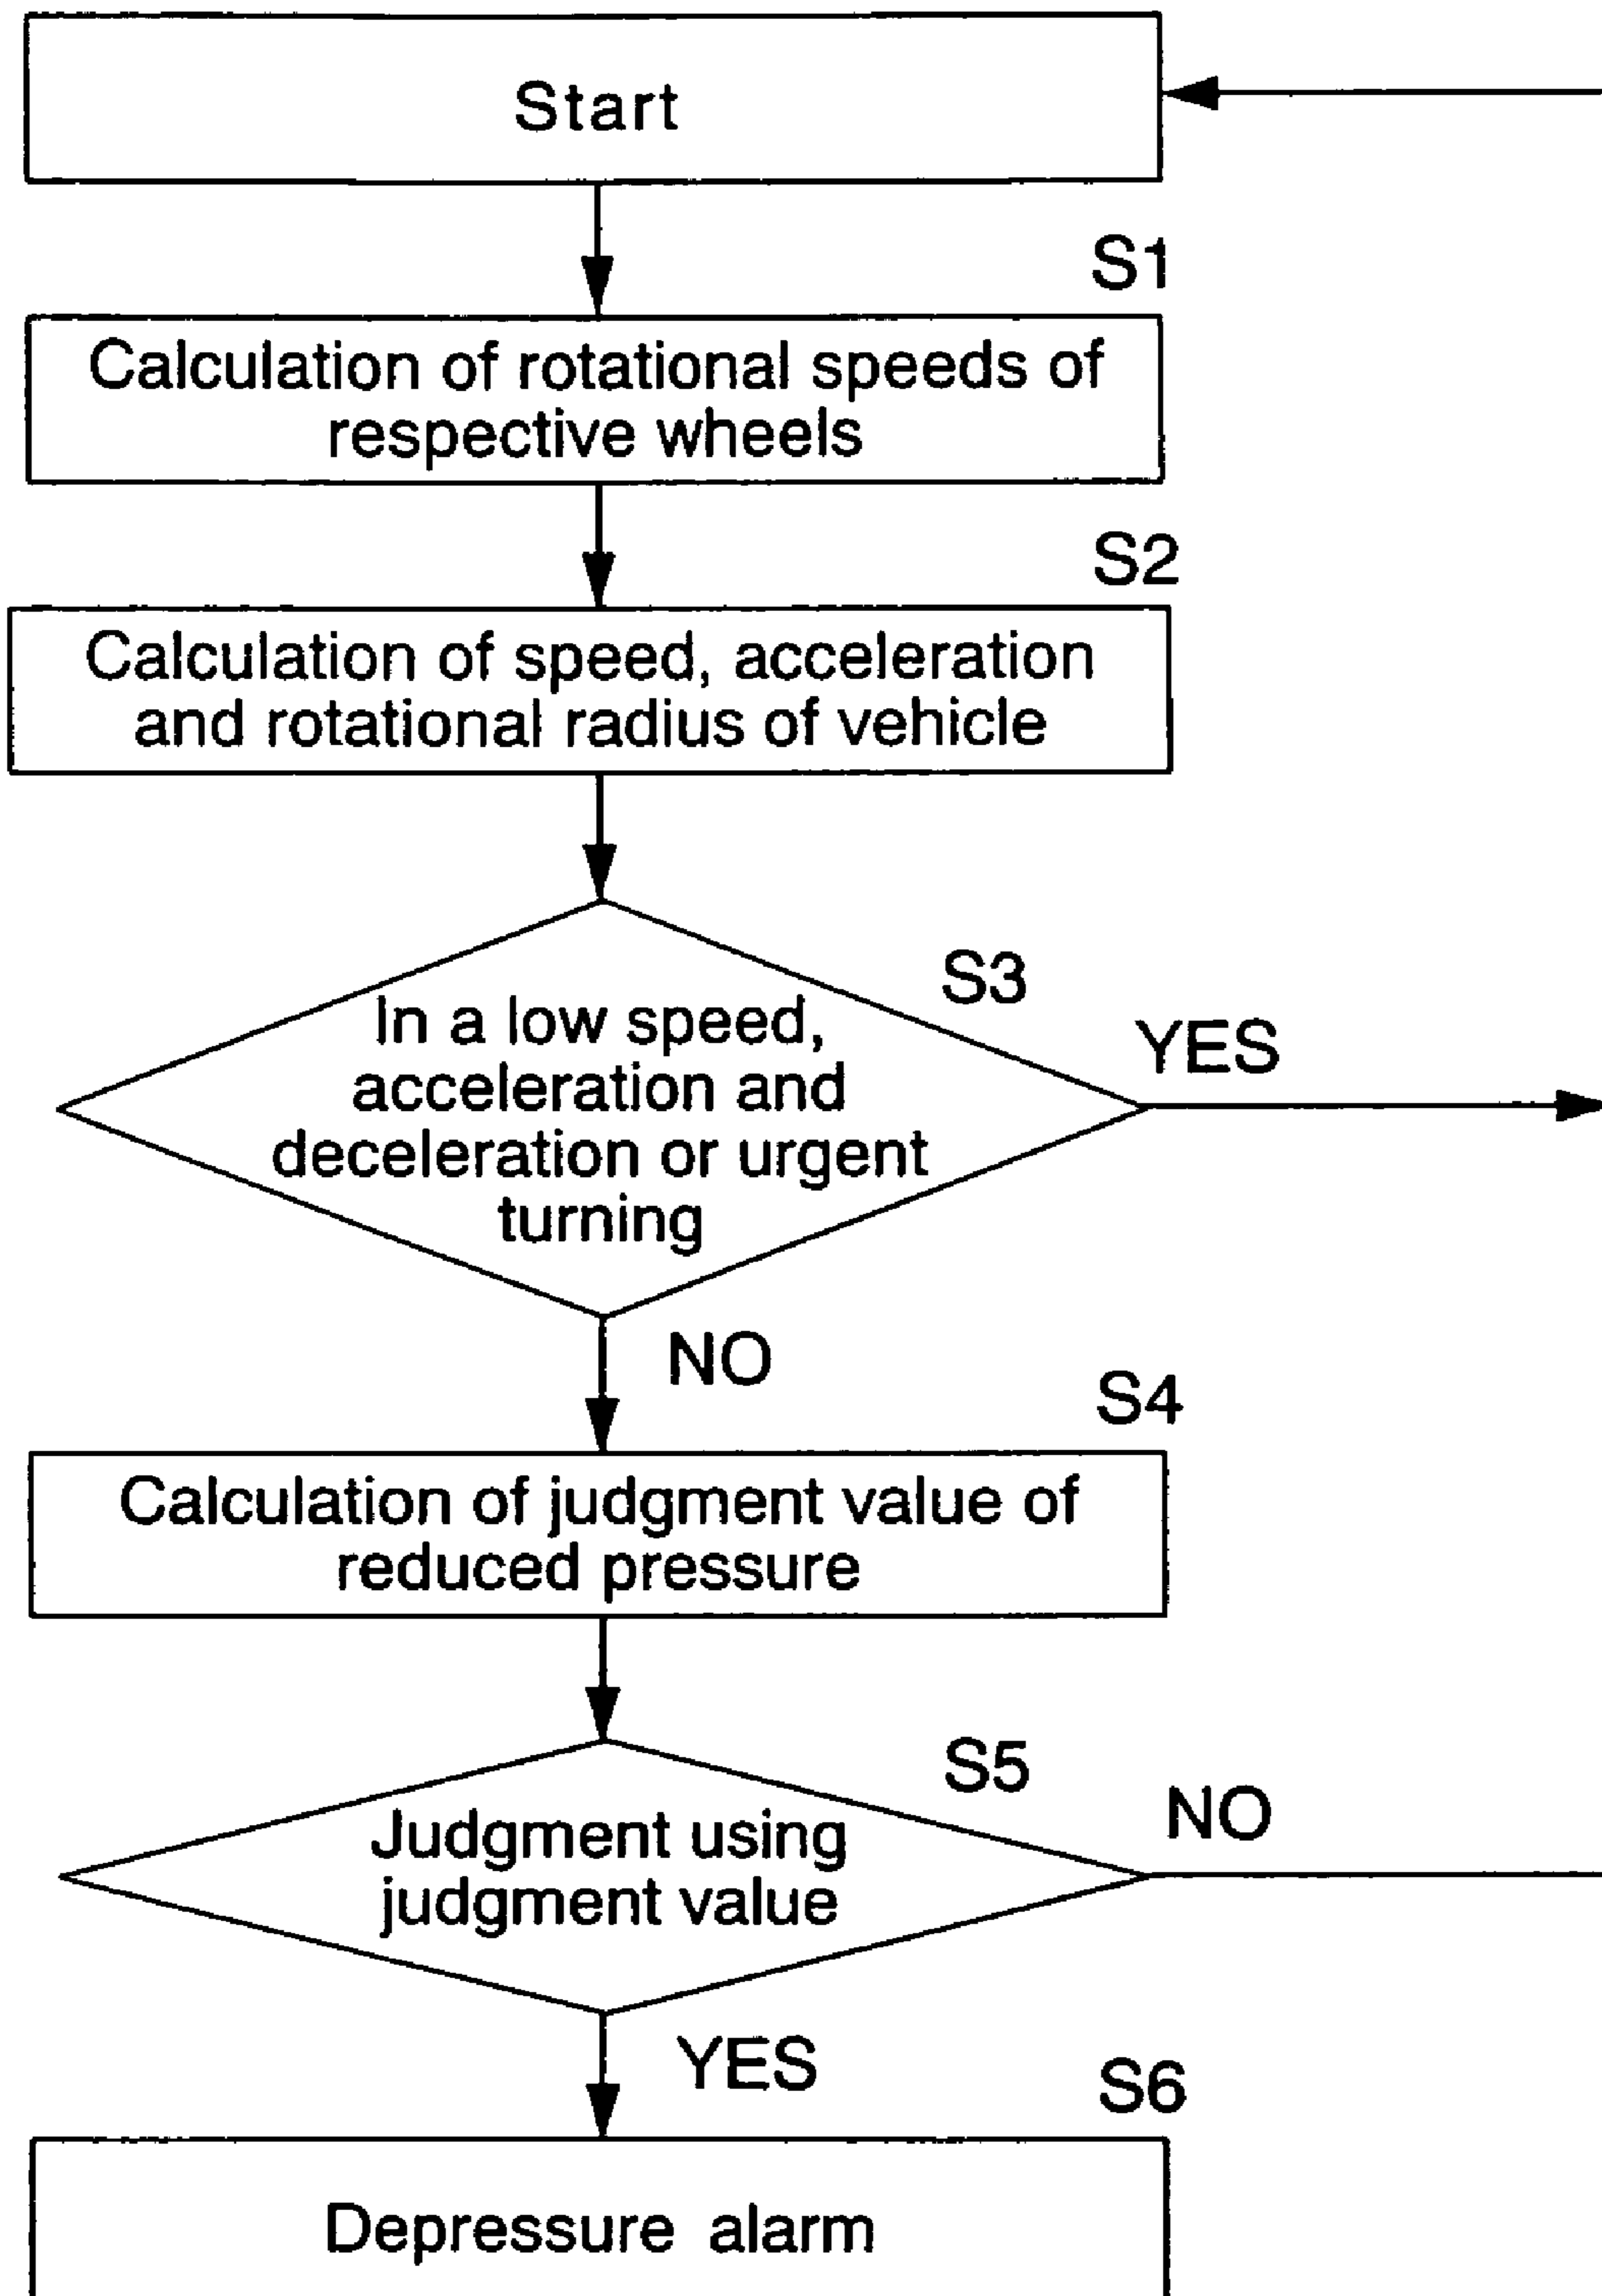 Start
S1
Calculation of rotational speeds of
respective wheels
S2
Calculation of speed, acceleration
and rotational radius of vehicle
S3
In a low speed,
acceleration and
deceleration or urgent
turning
YES
NO
S4
Calculation of judgment value of
reduced pressure
S5
Judgment using
judgment value
NO
YES
S6
Depressure alarm